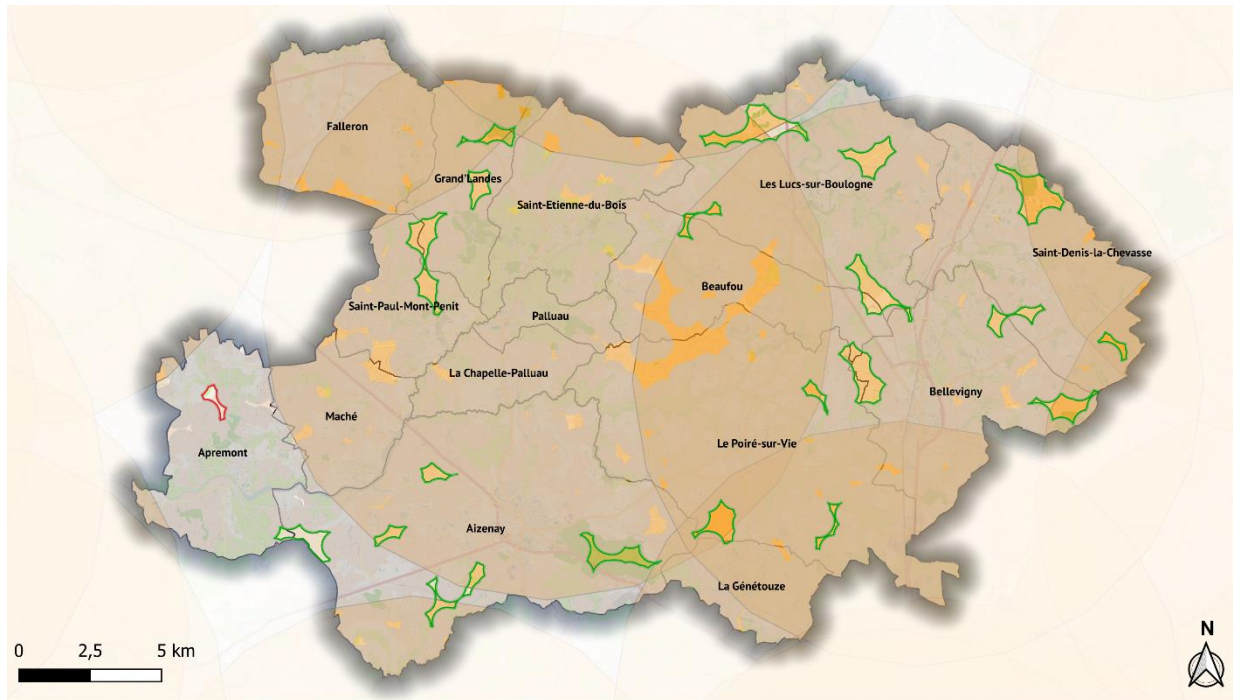 Falleron
Grand'Landes
Les Lucs-sur-Boulogne
Saint-Etienne-du-Bois
Saint-Denis-la-Chevasse
Beaufou
Saint-Paul-Mont-Penit
Palluau
La Chapelle-Palluau
Bellevigny
Maché
Le Poiré-sur-Vie
Apremont
Aizenay
La Génétouze
N
0 2,5 5 km